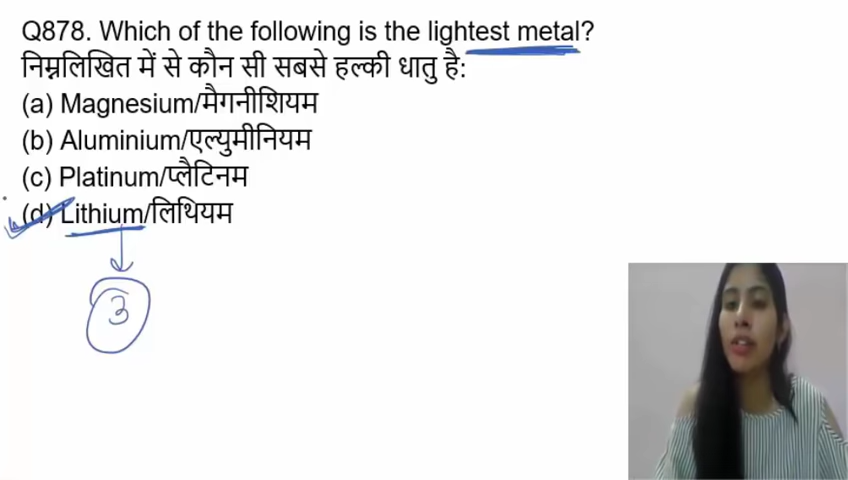 Q878. Which of the following is the lightest metal?
निम्नलिखित में से कौन सी सबसे हल्की धातु है:
(a) Magnesium/मैगनीशियम
(b) Aluminium/एल्युमीनियम
(c) Platinum/प्लैटिनम
(d) Lithium/लिथियम
3